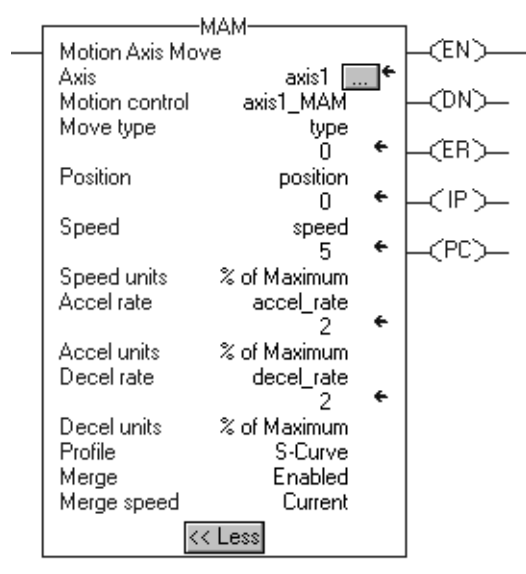 MAM
Motion Axis Move (EN)
Axis axis1 ...
Motion control axis1_MAM (DN)
Move type type
0 (ER)
Position position
0 (IP)
Speed speed
5 (PC)
Speed units % of Maximum
Accel rate accel_rate
2
Accel units % of Maximum
Decel rate decel_rate
2
Decel units % of Maximum
Profile S-Curve
Merge Enabled
Merge speed Current
<< Less